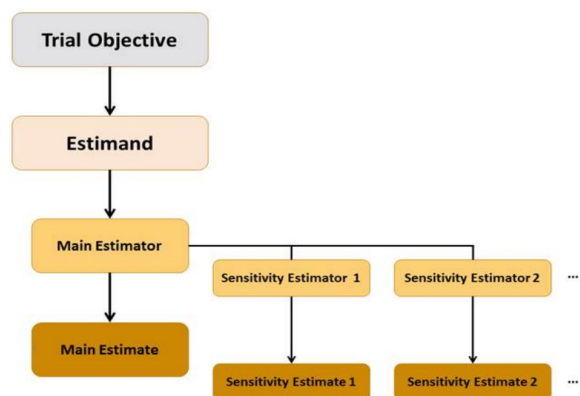 Trial Objective
Estimand
Main Estimator
Sensitivity Estimator 1
Sensitivity Estimator 2
...
Main Estimate
Sensitivity Estimate 1
Sensitivity Estimate 2
...